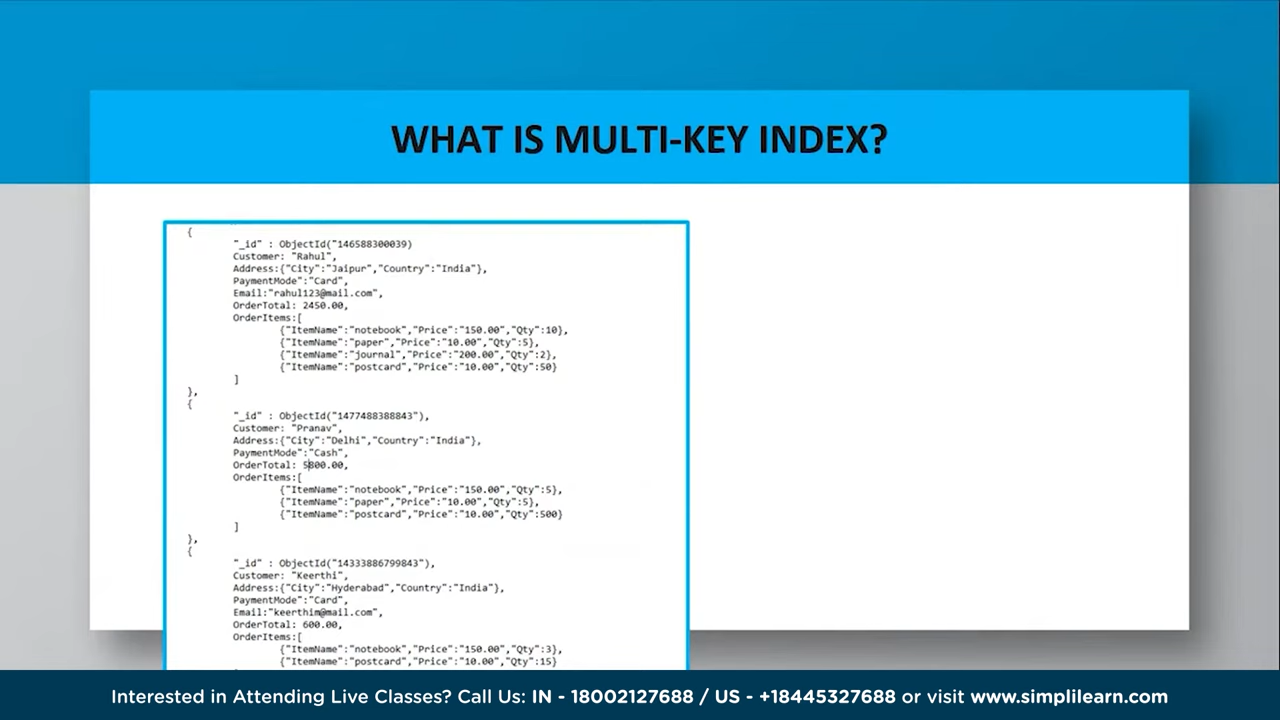 WHAT IS MULTI-KEY INDEX?
{
"_id" : ObjectId("146588300039)
Customer: "Rahul",
Address:{"City":"Jaipur","Country":"India"},
PaymentMode":"Card",
Email:"rahul123@mail.com",
OrderTotal: 2450.00,
OrderItems:[
{"ItemName":"notebook","Price":"150.00","Qty":10},
{"ItemName":"paper","Price":"10.00","Qty":5},
{"ItemName":"journal","Price":"200.00","Qty":2},
{"ItemName":"postcard","Price":"10.00","Qty":50}
]
},
{
"_id" : ObjectId("1477488388843"),
Customer: "Pranav",
Address:{"City":"Delhi","Country":"India"},
PaymentMode":"Cash",
OrderTotal: 5800.00,
OrderItems:[
{"ItemName":"notebook","Price":"150.00","Qty":5},
{"ItemName":"paper","Price":"10.00","Qty":5},
{"ItemName":"postcard","Price":"10.00","Qty":500}
]
},
{
"_id" : ObjectId("14333886799843"),
Customer: "Keerthi",
Address:{"City":"Hyderabad","Country":"India"},
PaymentMode":"Card",
Email:"keerthim@mail.com",
OrderTotal: 600.00,
OrderItems:[
{"ItemName":"notebook","Price":"150.00","Qty":3},
{"ItemName":"postcard","Price":"10.00","Qty":15}
Interested in Attending Live Classes? Call Us: IN - 18002127688 / US - +18445327688 or visit www.simplilearn.com